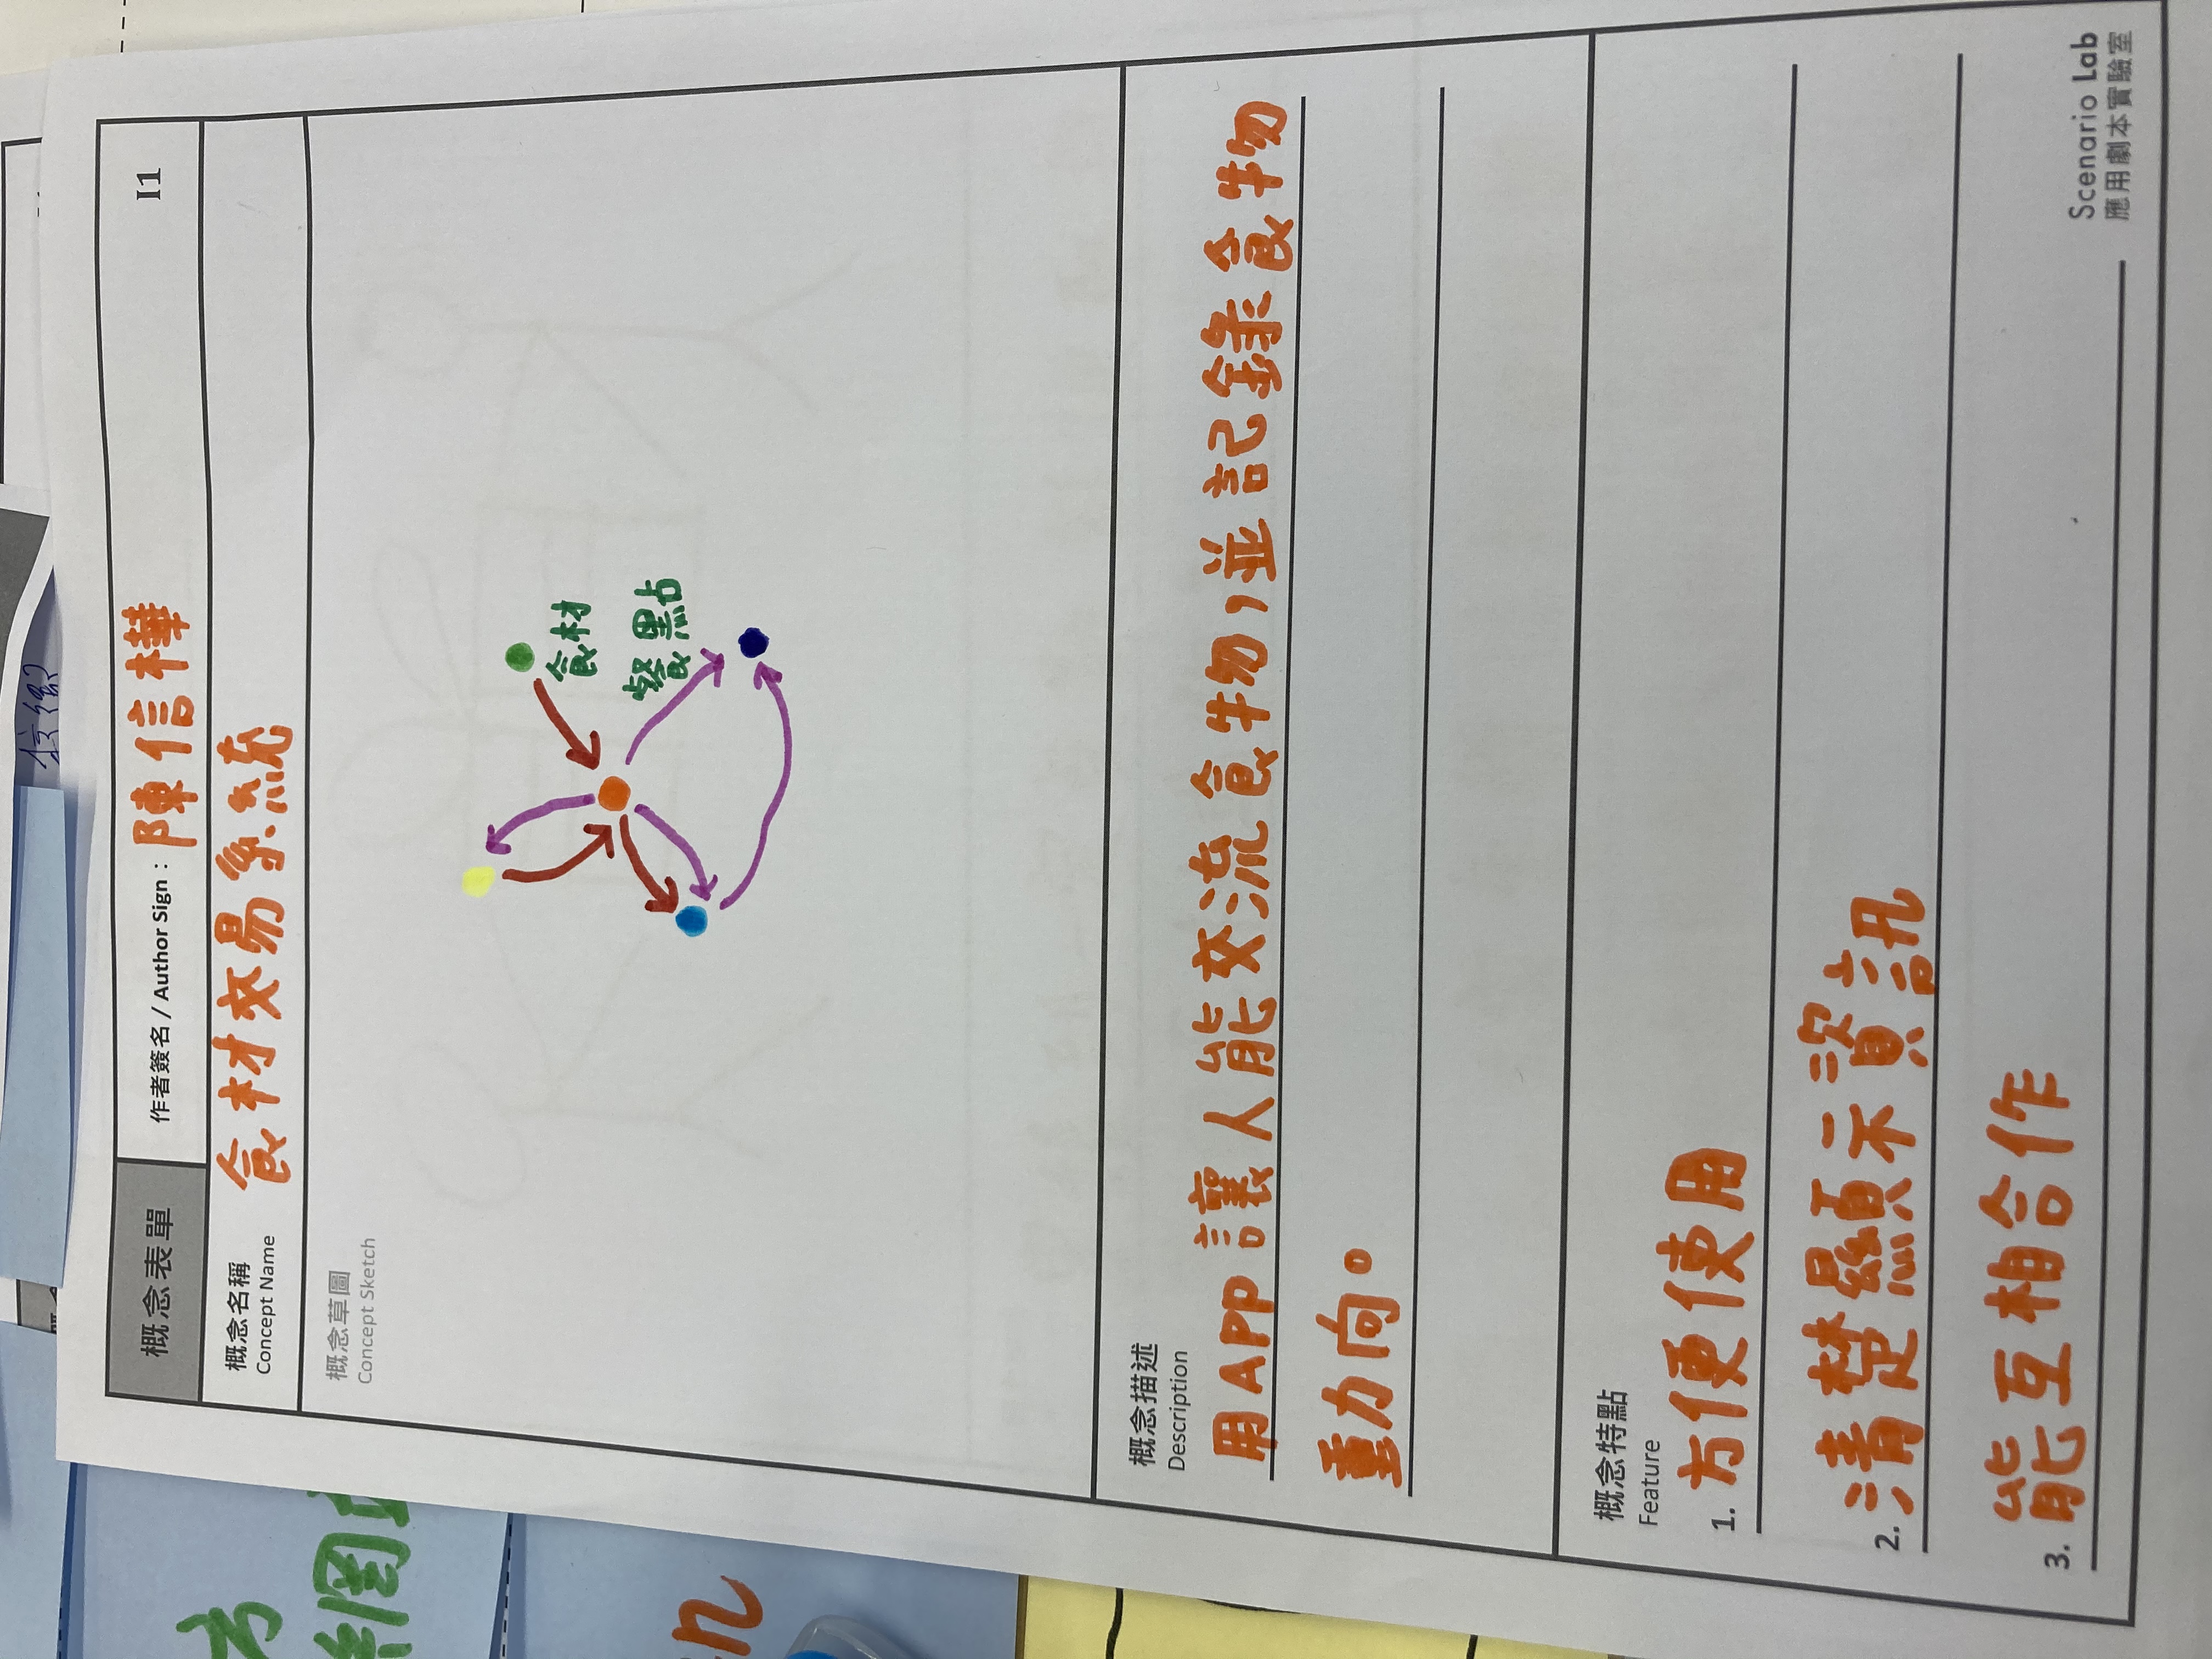 概念表單
作者簽名 / Author Sign：陳信樺
I1
概念名稱
Concept Name
食材交易系統
概念草圖
Concept Sketch
食材
餐點
概念描述
Description
用APP讓人能交流食物，並記錄食物
動向。
概念特點
Feature
1. 方便使用
2. 清楚顯示資訊
3. 能互相合作
Scenario Lab
應用劇本實驗室
方
網